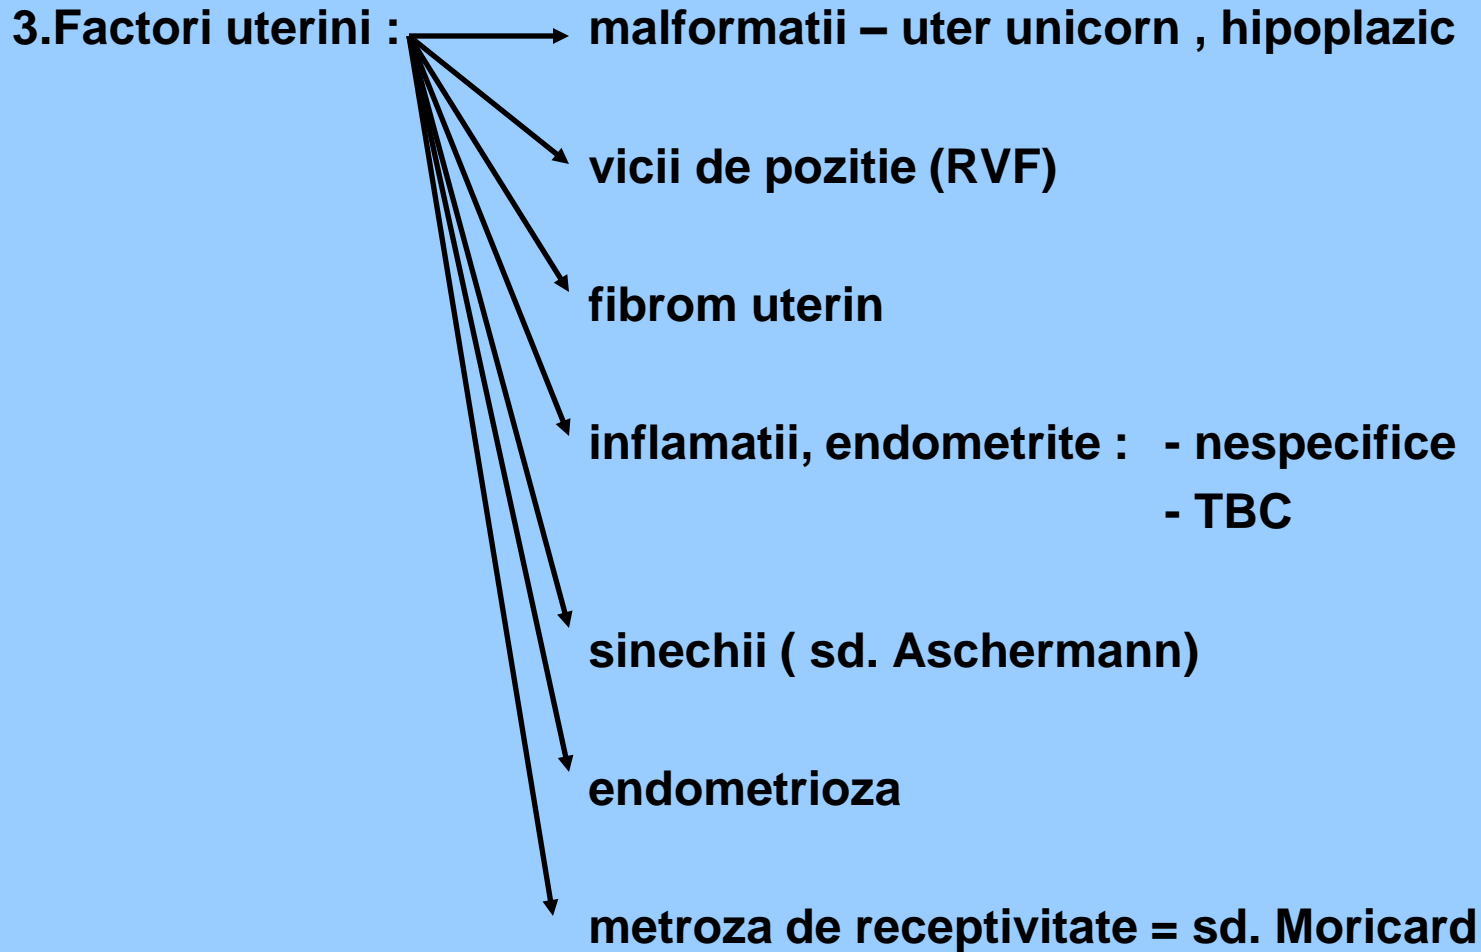 3.Factori uterini : malformatii – uter unicorn , hipoplazic
vicii de pozitie (RVF)
fibrom uterin
inflamatii, endometrite : - nespecifice
- TBC
sinechii ( sd. Aschermann)
endometrioza
metroza de receptivitate = sd. Moricard